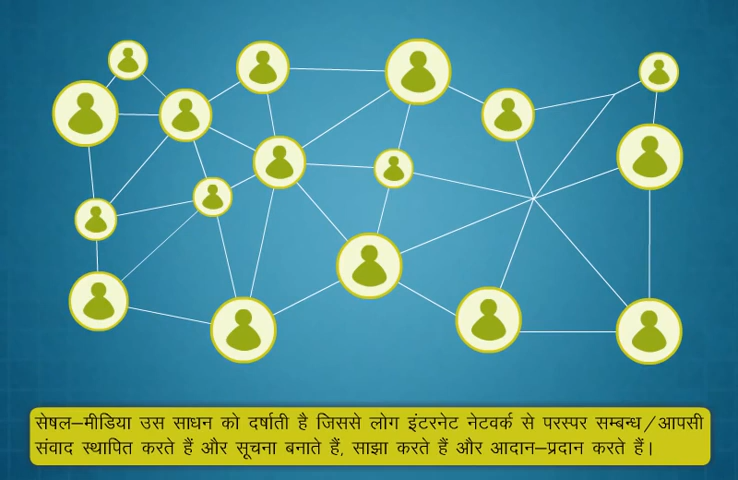 सेषल–मीडिया उस साधन को दर्षाती है जिससे लोग इंटरनेट नेटवर्क से परस्पर सम्बन्ध/आपसी
संवाद स्थापित करते हैं और सूचना बनाते हैं, साझा करते हैं और आदान–प्रदान करते हैं।